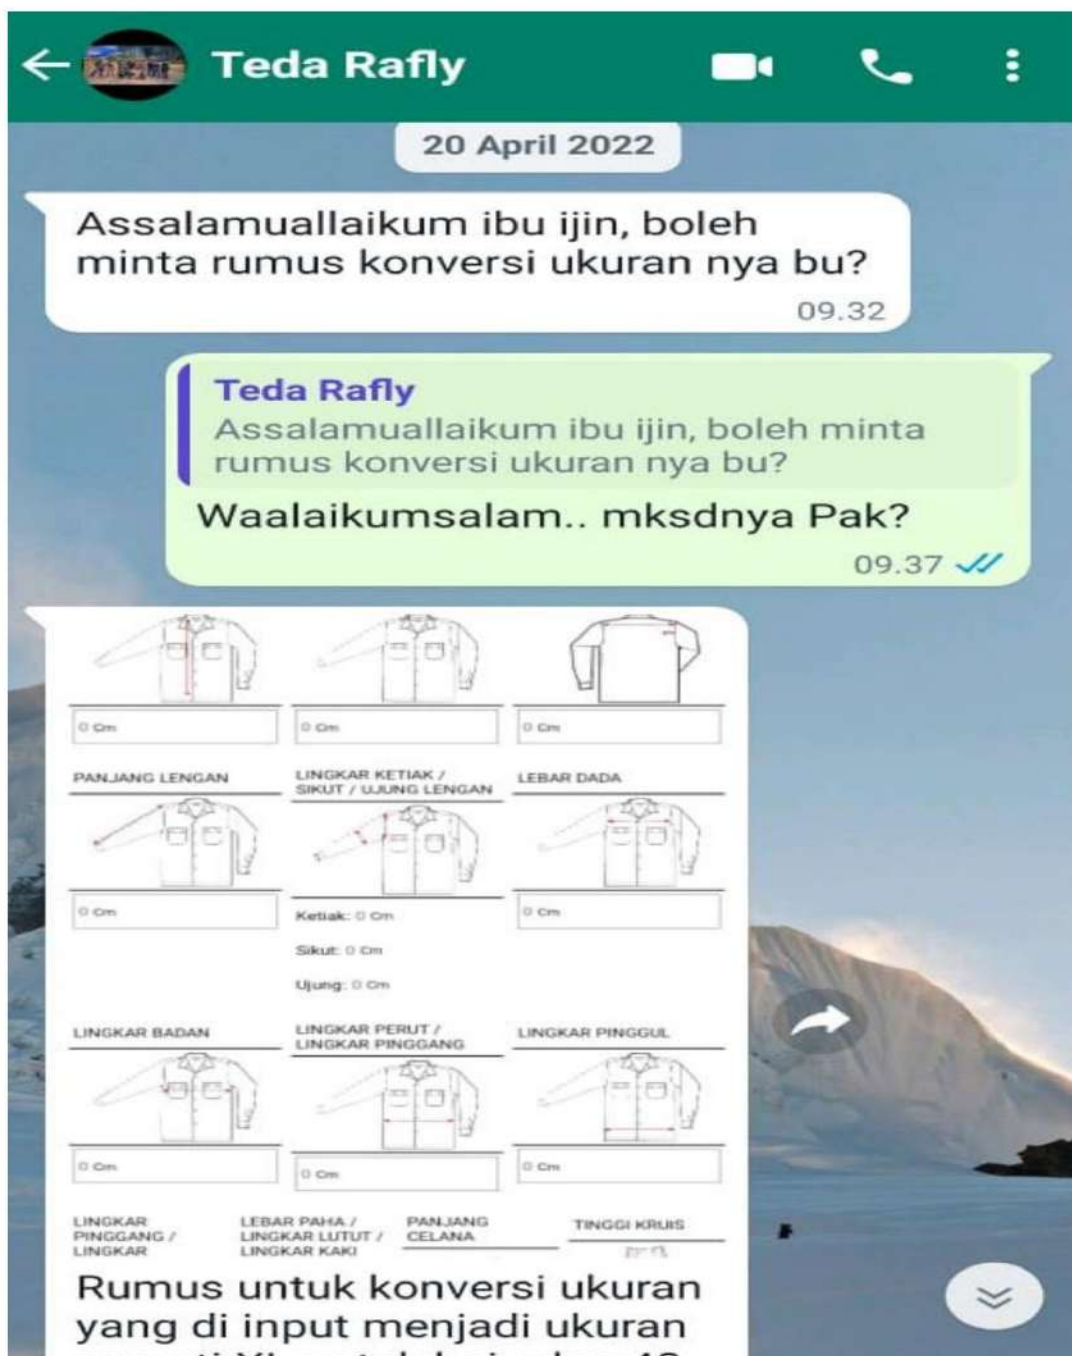 Teda Rafly
20 April 2022
Assalamuallaikum ibu ijin, boleh
minta rumus konversi ukuran nya bu?
09.32
Teda Rafly
Assalamuallaikum ibu ijin, boleh minta
rumus konversi ukuran nya bu?
Waalaikumsalam.. mksdnya Pak?
09.37
0 Cm
0 Cm
0 Cm
PANJANG LENGAN
LINGKAR KETIAK /
SIKUT / UJUNG LENGAN
LEBAR DADA
0 Cm
Ketiak: 0 Cm
Sikut: 0 Cm
Ujung: 0 Cm
0 Cm
LINGKAR BADAN
LINGKAR PERUT /
LINGKAR PINGGANG
LINGKAR PINGGUL
0 Cm
0 Cm
0 Cm
LINGKAR
PINGGANG /
LINGKAR
LEBAR PAHA /
LINGKAR LUTUT /
LINGKAR KAKI
PANJANG
CELANA
TINGGI KRUIS
Rumus untuk konversi ukuran
yang di input menjadi ukuran